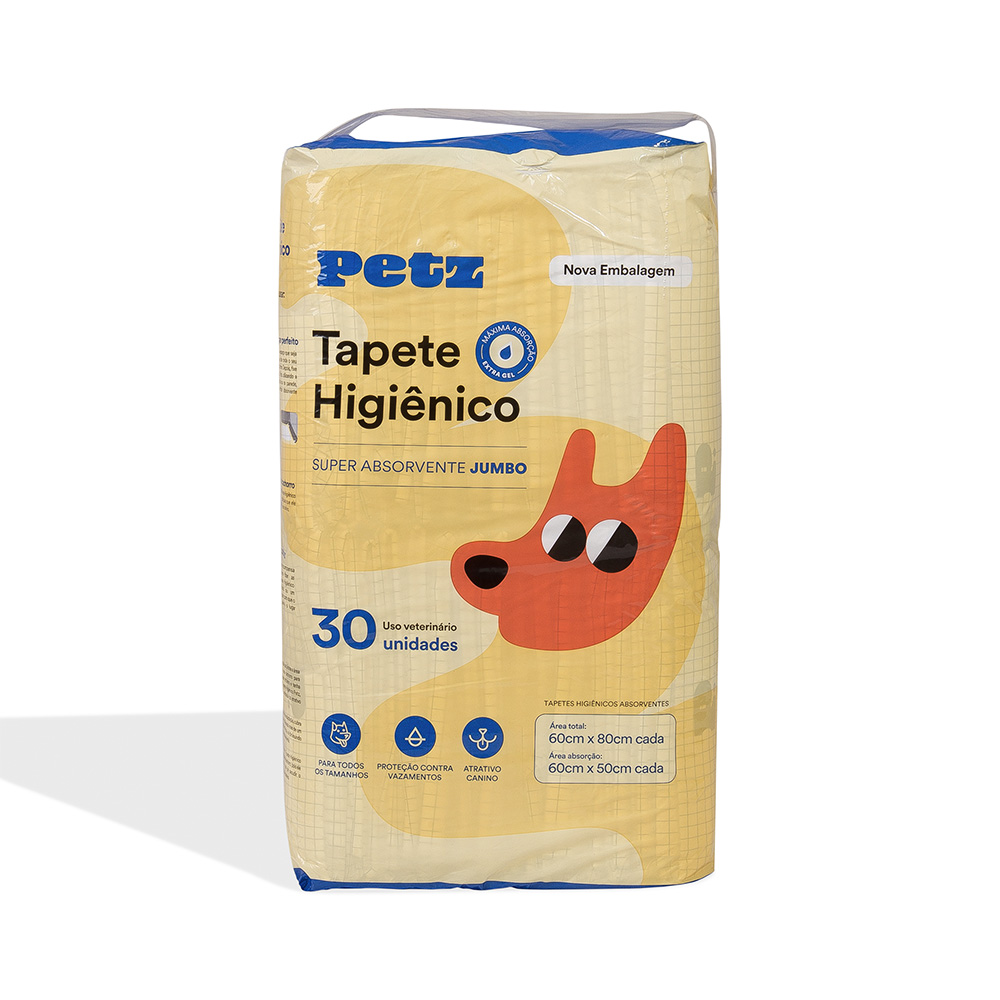 Petz
Nova Embalagem
Tapete
Higiênico
MÁXIMA ABSORÇÃO
EXTRA GEL
SUPER ABSORVENTE JUMBO
30
Uso veterinário
unidades
TAPETES HIGIÊNICOS ABSORVENTES
Área total:
60cm x 80cm cada
Área absorção:
60cm x 50cm cada
PARA TODOS
OS TAMANHOS
PROTEÇÃO CONTRA
VAZAMENTOS
ATRATIVO
CANINO
perfeito